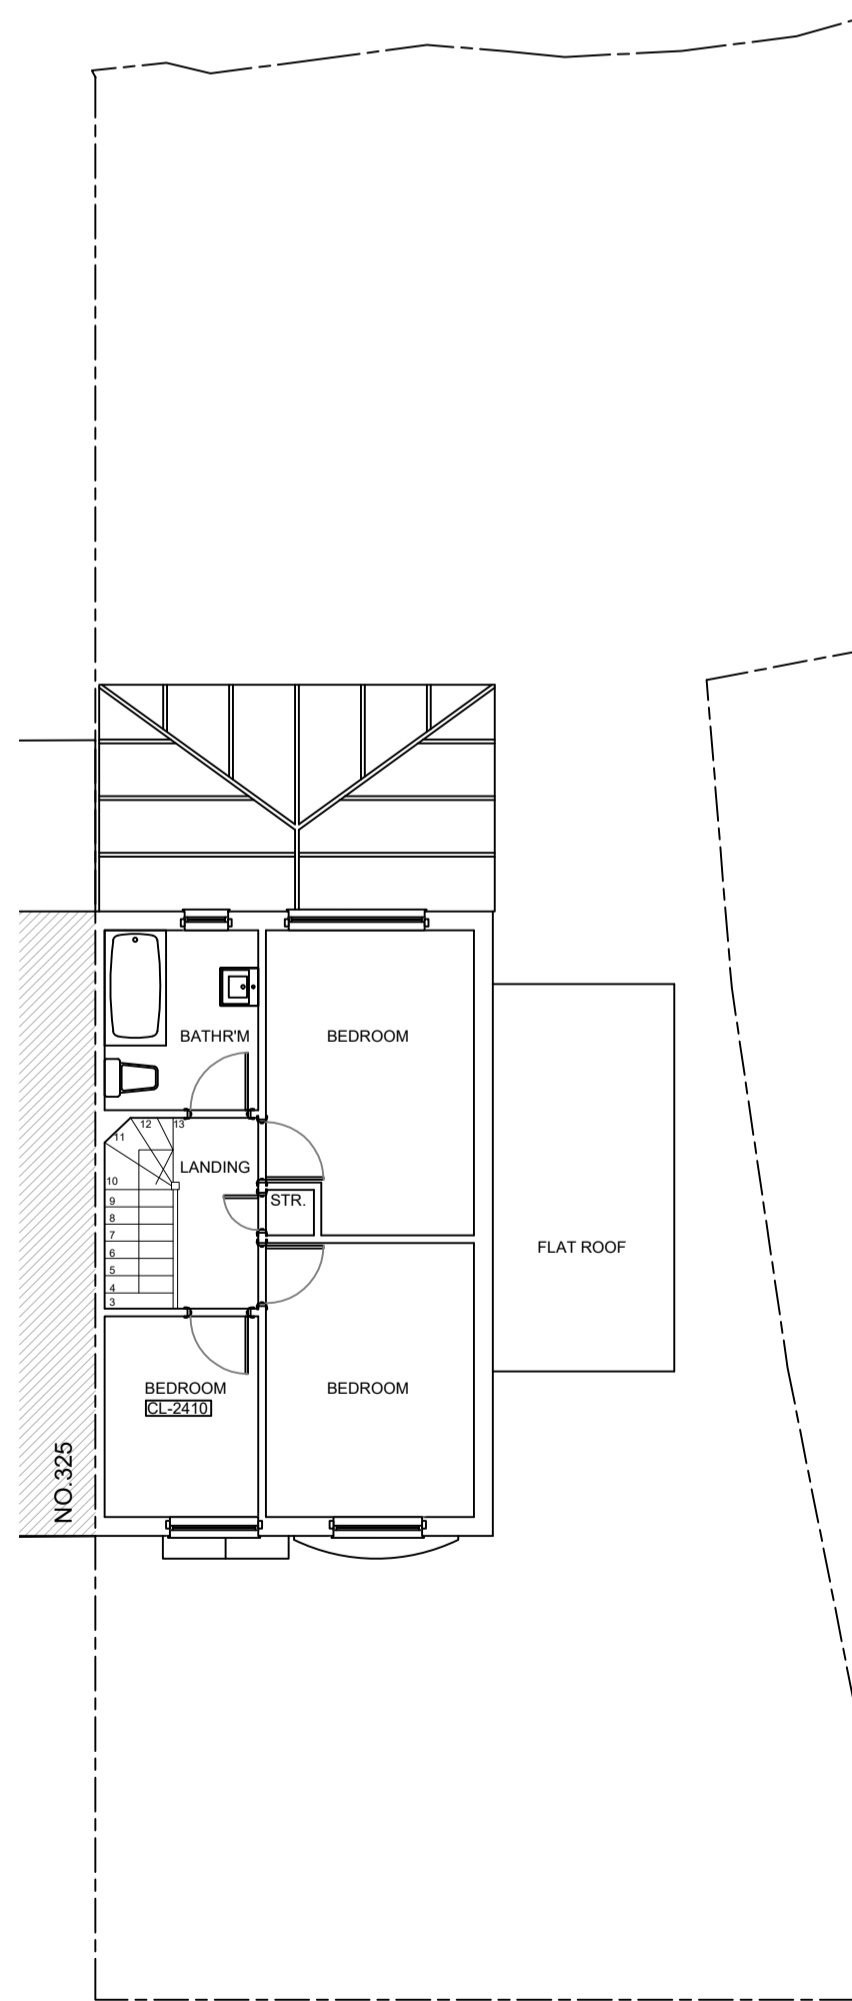 BATHR'M
BEDROOM
12
13
11
LANDING
10
STR.
9
8
7
6
5
4
3
FLAT ROOF
BEDROOM
CL-2410
BEDROOM
NO.325